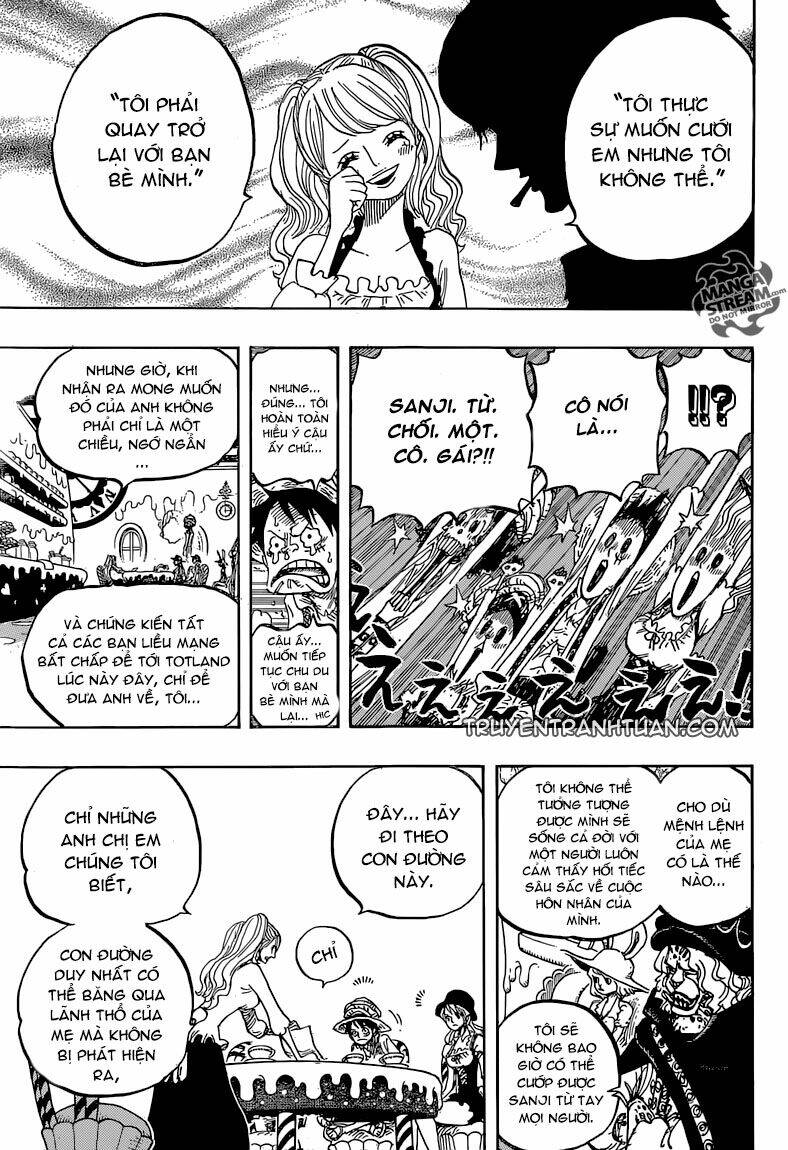 "TÔI THỰC
SỰ MUỐN CƯỚI
EM NHƯNG TÔI
KHÔNG THỂ."
"TÔI PHẢI
QUAY TRỞ
LẠI VỚI BẠN
BÈ MÌNH."
MANGA
STREAM.com
DO NOT MIRROR
!!?
CÔ NÓI
LÀ...
SANJI. TỪ.
CHỐI. MỘT.
CÔ. GÁI?!!
ええぇぇぇぇ!
TRUYENTRANHTUAN.COM
NHƯNG...
ĐÚNG... TÔI
HOÀN TOÀN
HIỂU Ý CẬU
ẤY CHỨ...
CẬU ẤY...
MUỐN TIẾP
TỤC CHU DU
VỚI BẠN
BÈ MÌNH MÀ
LẠI... HIC
NHƯNG GIỜ, KHI
NHẬN RA MONG MUỐN
ĐÓ CỦA ANH KHÔNG
PHẢI CHỈ LÀ MỘT
CHIỀU, NGỚ NGẨN
...
VÀ CHỨNG KIẾN TẤT
CẢ CÁC BẠN LIỀU MẠNG
BẤT CHẤP ĐỂ TỚI TOTLAND
LÚC NÀY ĐÂY, CHỈ ĐỂ
ĐƯA ANH VỀ, TÔI...
CHO DÙ
MỆNH LỆNH
CỦA MẸ
CÓ LÀ THẾ
NÀO...
TÔI KHÔNG THỂ
TƯỞNG TƯỢNG
ĐƯỢC MÌNH SẼ
SỐNG CẢ ĐỜI VỚI
MỘT NGƯỜI LUÔN
CẢM THẤY HỐI TIẾC
SÂU SẮC VỀ CUỘC
HÔN NHÂN CỦA
MÌNH.
TÔI SẼ
KHÔNG BAO
GIỜ CÓ THỂ
CƯỚP ĐƯỢC
SANJI TỪ TAY
MỌI NGƯỜI.
ĐÂY... HÃY
ĐI THEO
CON ĐƯỜNG
NÀY.
CHỈ
CHỈ NHỮNG
ANH CHỊ EM
CHÚNG TÔI
BIẾT,
CON ĐƯỜNG
DUY NHẤT CÓ
THỂ BĂNG QUA
LÃNH THỔ CỦA
MẸ MÀ KHÔNG
BỊ PHÁT HIỆN
RA,